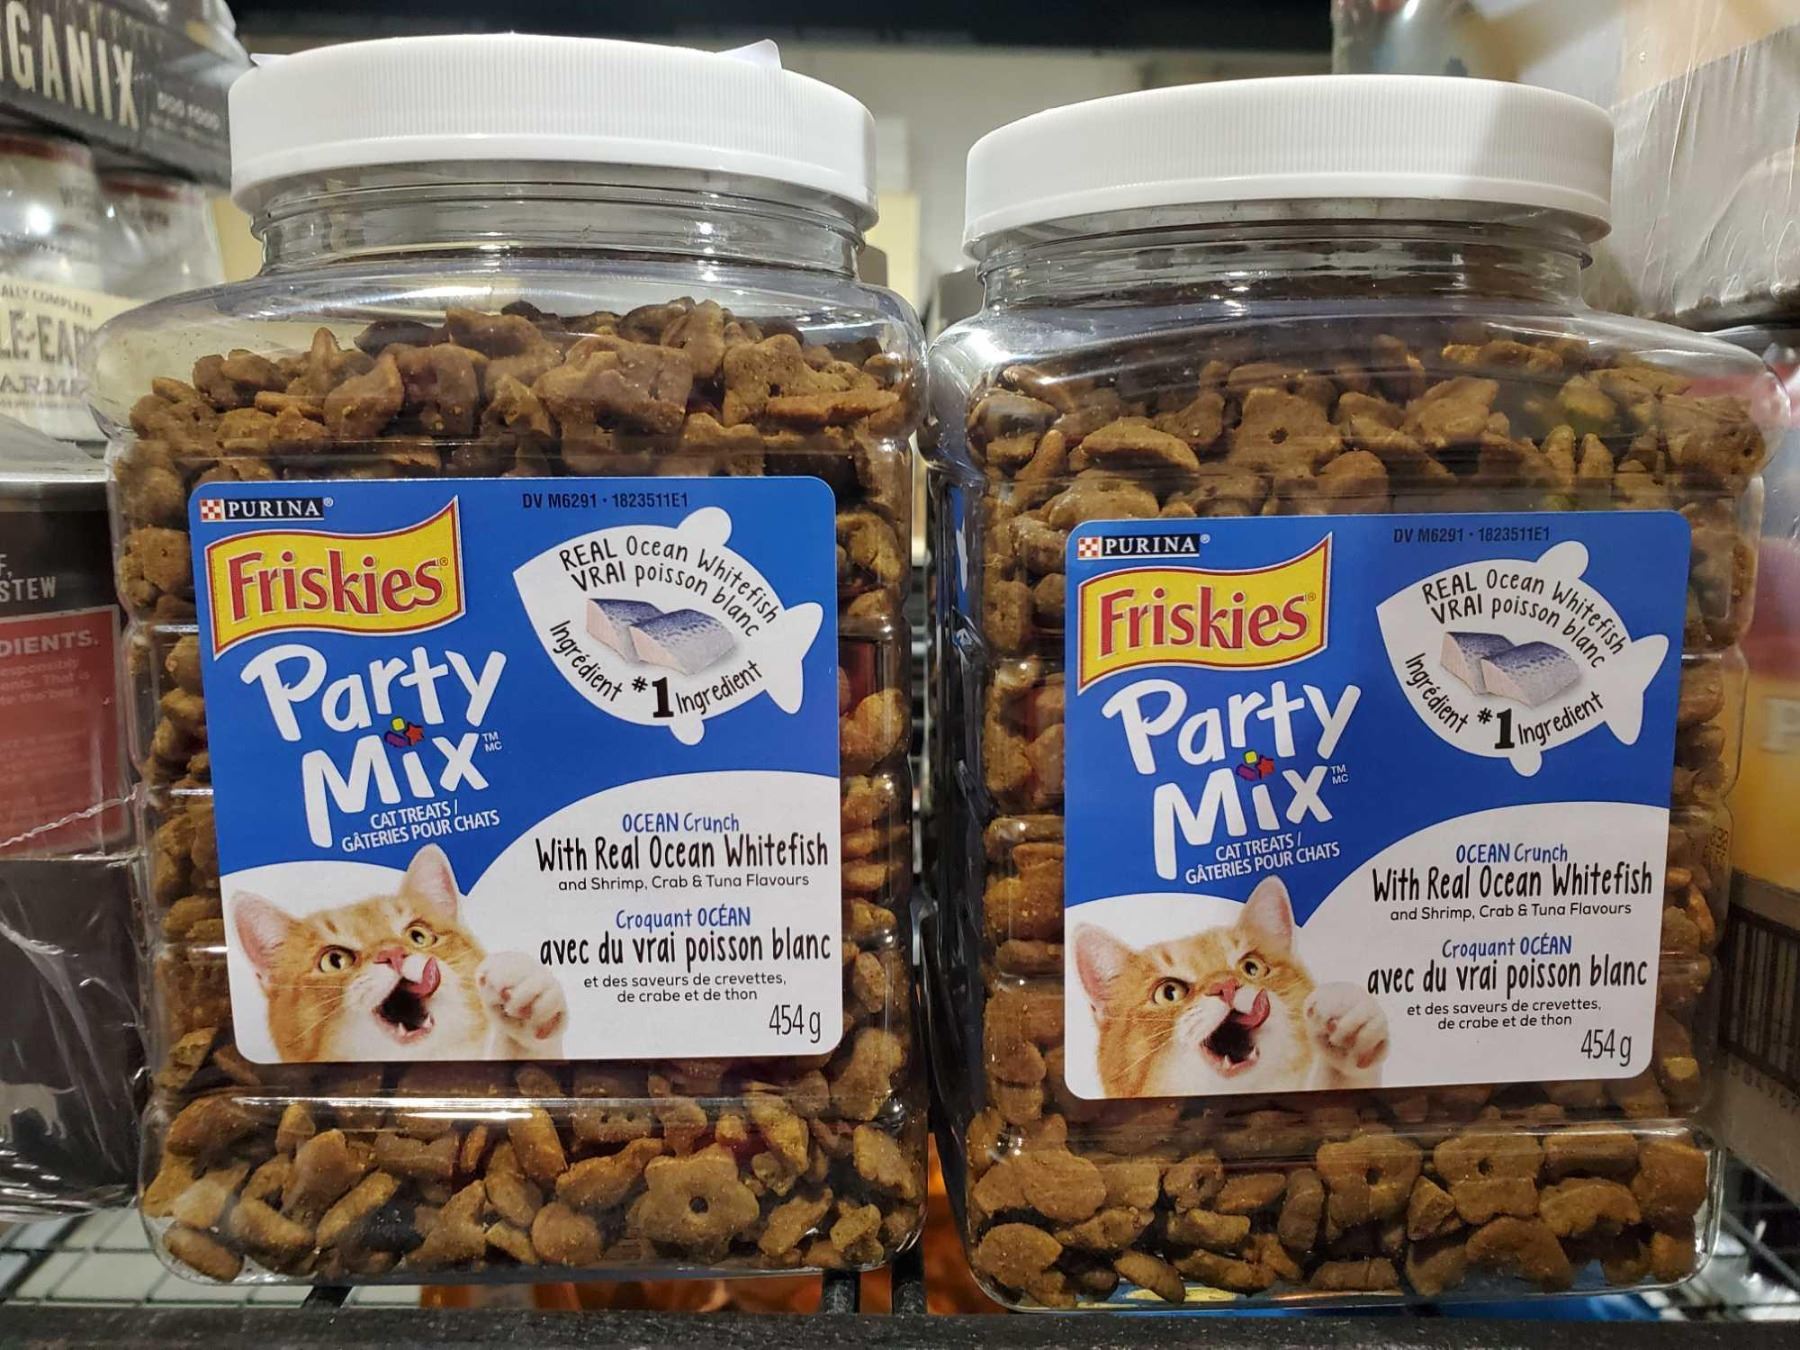 GANIX
DOG FOOD
ALLY COMPLETE
STEW
DIENTS.
PURINA®
DV M6291 · 1823511E1
Friskies®
REAL Ocean Whitefish
VRAI poisson blanc
Ingrédient #1 Ingredient
Party
Mix TM MC
CAT TREATS /
GÂTERIES POUR CHATS
OCEAN Crunch
With Real Ocean Whitefish
and Shrimp, Crab & Tuna Flavours
Croquant OCÉAN
avec du vrai poisson blanc
et des saveurs de crevettes,
de crabe et de thon
454 g
PURINA®
DV M6291 · 1823511E1
Friskies®
REAL Ocean Whitefish
VRAI poisson blanc
Ingrédient #1 Ingredient
Party
Mix TM MC
CAT TREATS /
GÂTERIES POUR CHATS
OCEAN Crunch
With Real Ocean Whitefish
and Shrimp, Crab & Tuna Flavours
Croquant OCÉAN
avec du vrai poisson blanc
et des saveurs de crevettes,
de crabe et de thon
454 g